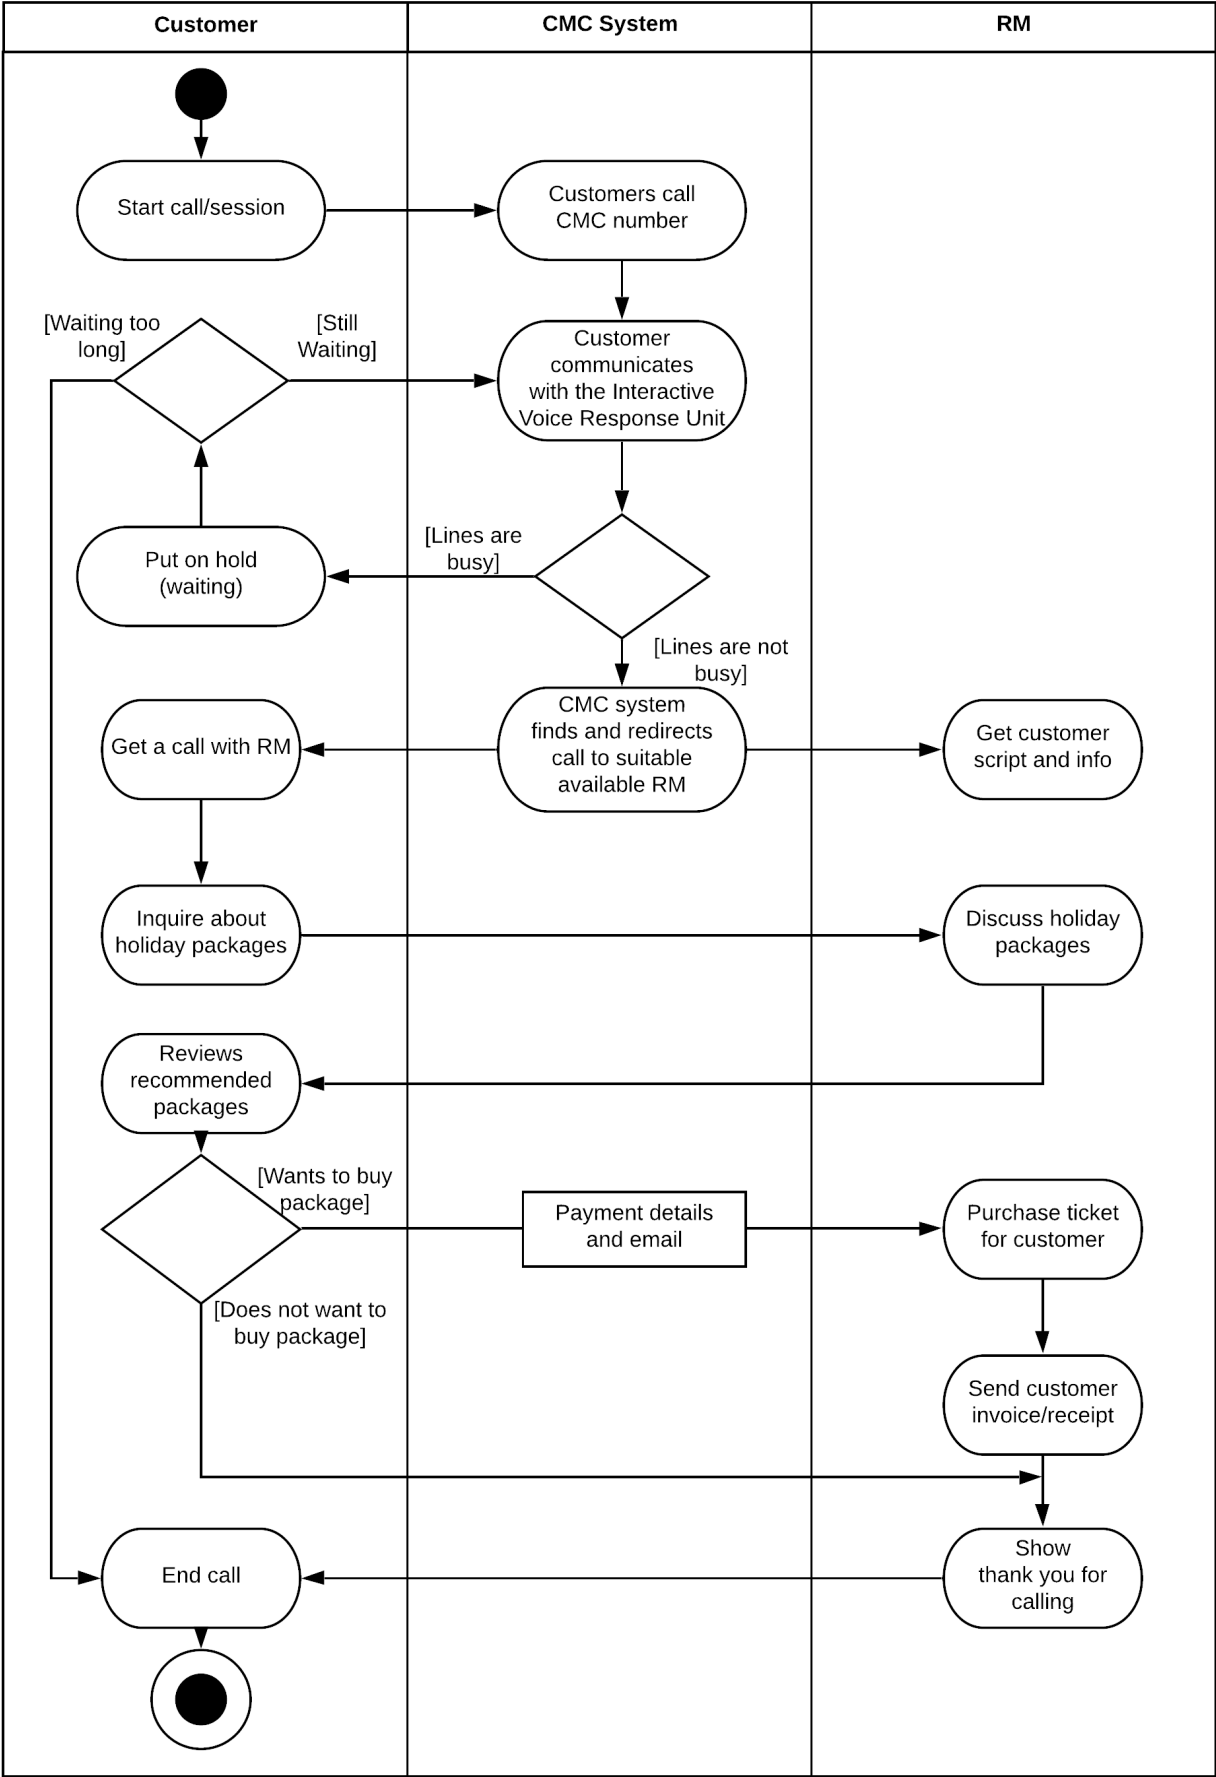 Customer
CMC System
RM
Start call/session
Customers call
CMC number
[Waiting too
long]
[Still
Waiting]
Customer
communicates
with the Interactive
Voice Response Unit
[Lines are
busy]
Put on hold
(waiting)
[Lines are not
busy]
Get a call with RM
CMC system
finds and redirects
call to suitable
available RM
Get customer
script and info
Inquire about
holiday packages
Discuss holiday
packages
Reviews
recommended
packages
[Wants to buy
package]
Payment details
and email
Purchase ticket
for customer
[Does not want to
buy package]
Send customer
invoice/receipt
End call
Show
thank you for
calling